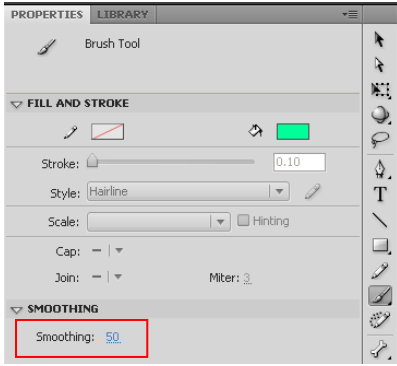 PROPERTIES LIBRARY
Brush Tool
FILL AND STROKE
Stroke: 0.10
Style: Hairline
Scale: Hinting
Cap:
Join: Miter: 3
SMOOTHING
Smoothing: 50
T